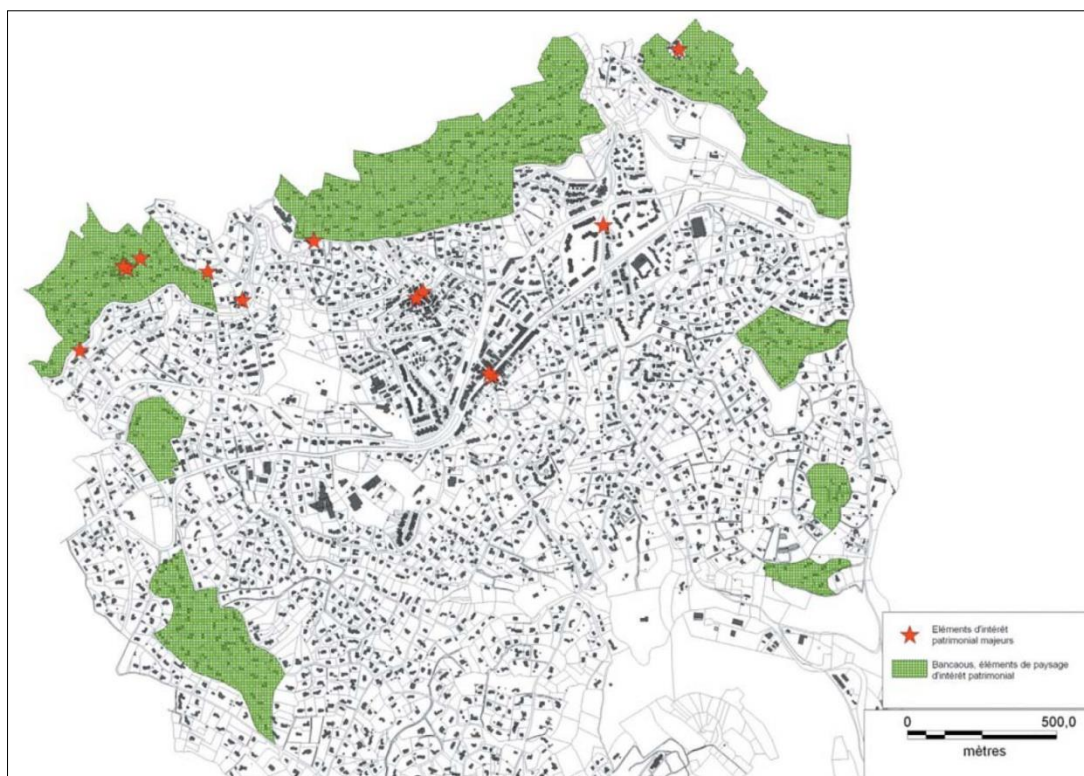 Eléments d'intérêt
patrimonial majeurs
Bancaous, éléments de paysage
d'intérêt patrimonial
0 500,0
mètres